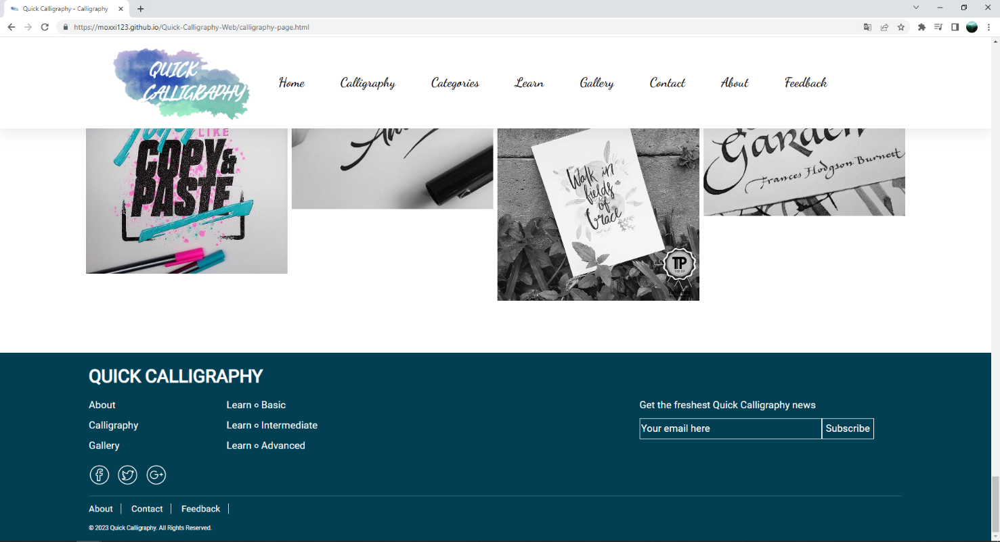 Quick Calligraphy - Calligraphy
https://moxxi123.github.io/Quick-Calligraphy-Web/calligraphy-page.html
QUICK
CALLIGRAPHY
Home Calligraphy Categories Learn Gallery Contact About Feedback
LIKE
COPY&
PASTE
Walk in
fields
of
Grace
TP
Garden
Frances Hodgson Burnett
QUICK CALLIGRAPHY
About Learn ○ Basic Get the freshest Quick Calligraphy news
Calligraphy Learn ○ Intermediate Your email here Subscribe
Gallery Learn ○ Advanced
About | Contact | Feedback |
© 2023 Quick Calligraphy. All Rights Reserved.